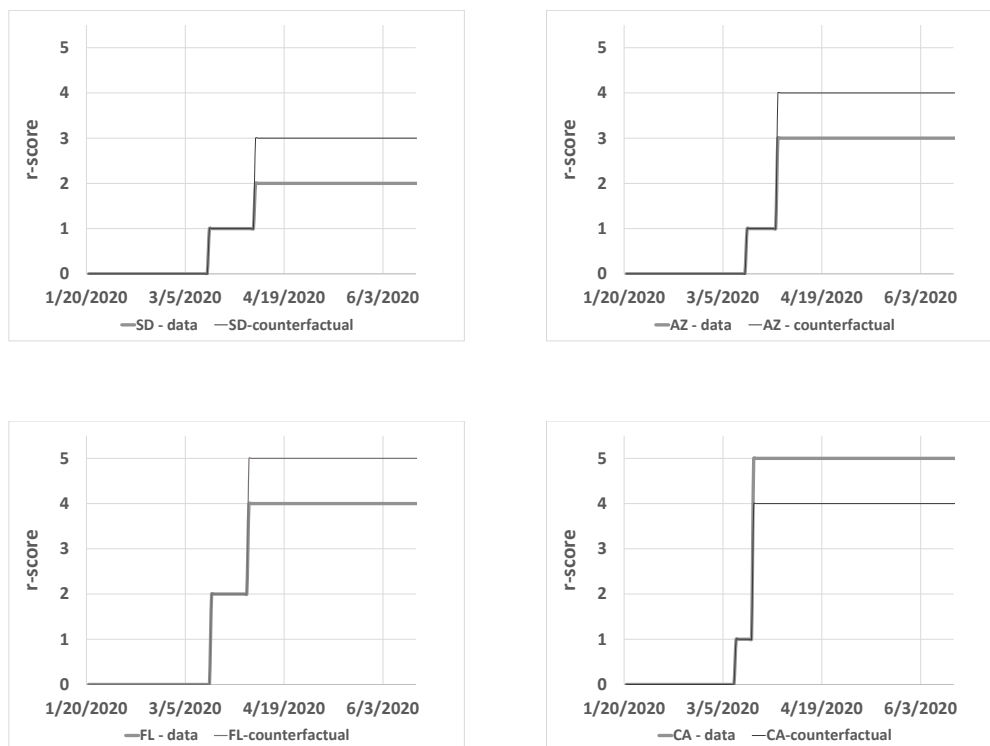 5
4
3
2
1
0
r-score
1/20/2020 3/5/2020 4/19/2020 6/3/2020
SD - data SD-counterfactual
5
4
3
2
1
0
r-score
1/20/2020 3/5/2020 4/19/2020 6/3/2020
AZ - data AZ - counterfactual
5
4
3
2
1
0
r-score
1/20/2020 3/5/2020 4/19/2020 6/3/2020
FL - data FL-counterfactual
5
4
3
2
1
0
r-score
1/20/2020 3/5/2020 4/19/2020 6/3/2020
CA - data CA-counterfactual